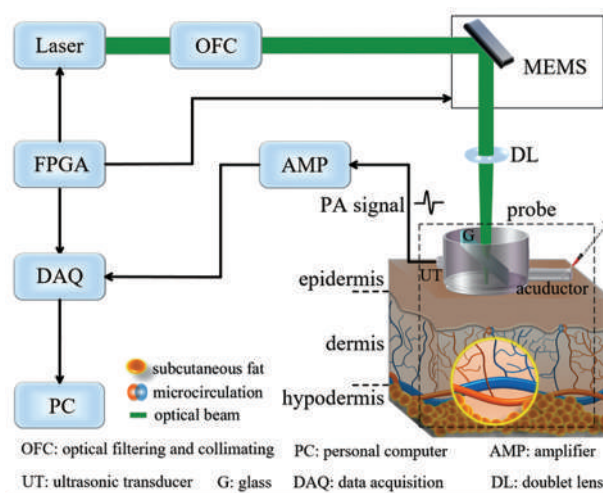 Laser
OFC
MEMS
FPGA
AMP
DL
PA signal
probe
G
UT
DAQ
acuductor
epidermis
dermis
subcutaneous fat
microcirculation
optical beam
hypodermis
PC
OFC: optical filtering and collimating PC: personal computer AMP: amplifier
UT: ultrasonic transducer G: glass DAQ: data acquisition DL: doublet lens